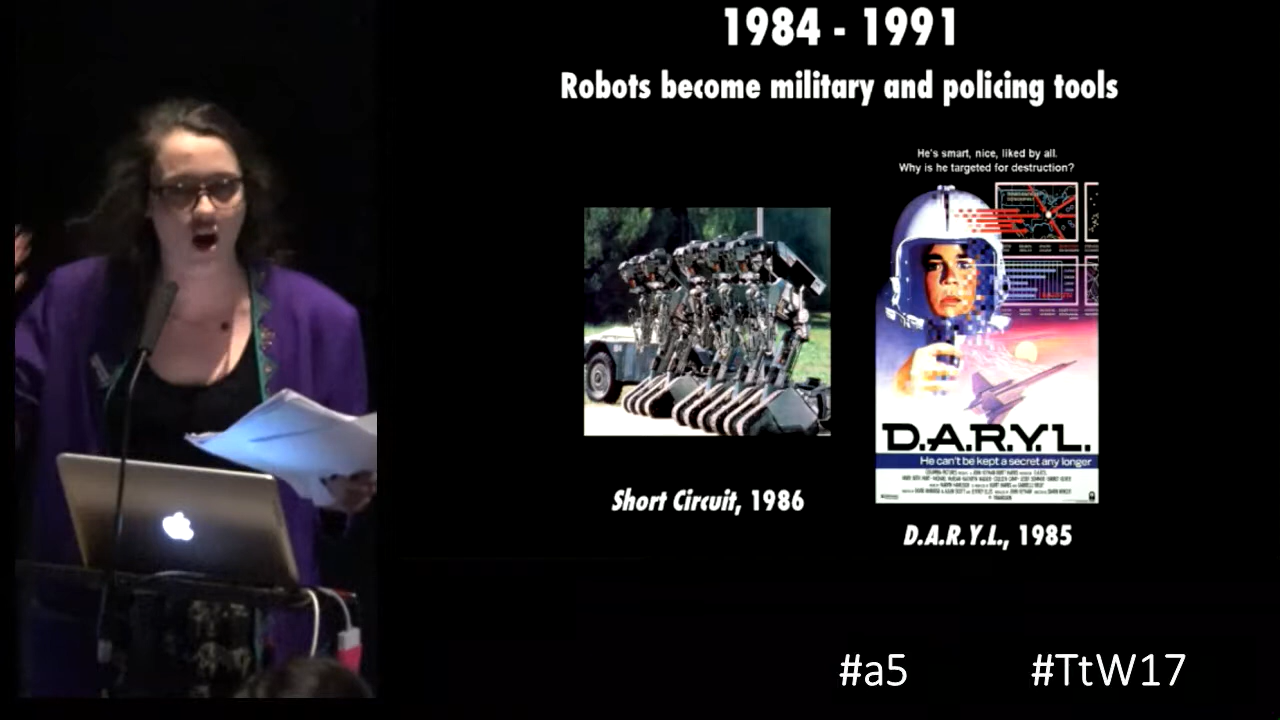 1984 - 1991
Robots become military and policing tools
He's smart, nice, liked by all.
Why is he targeted for destruction?
D.A.R.Y.L.
He can't be kept a secret any longer
Short Circuit, 1986
D.A.R.Y.L., 1985
#a5
#TtW17